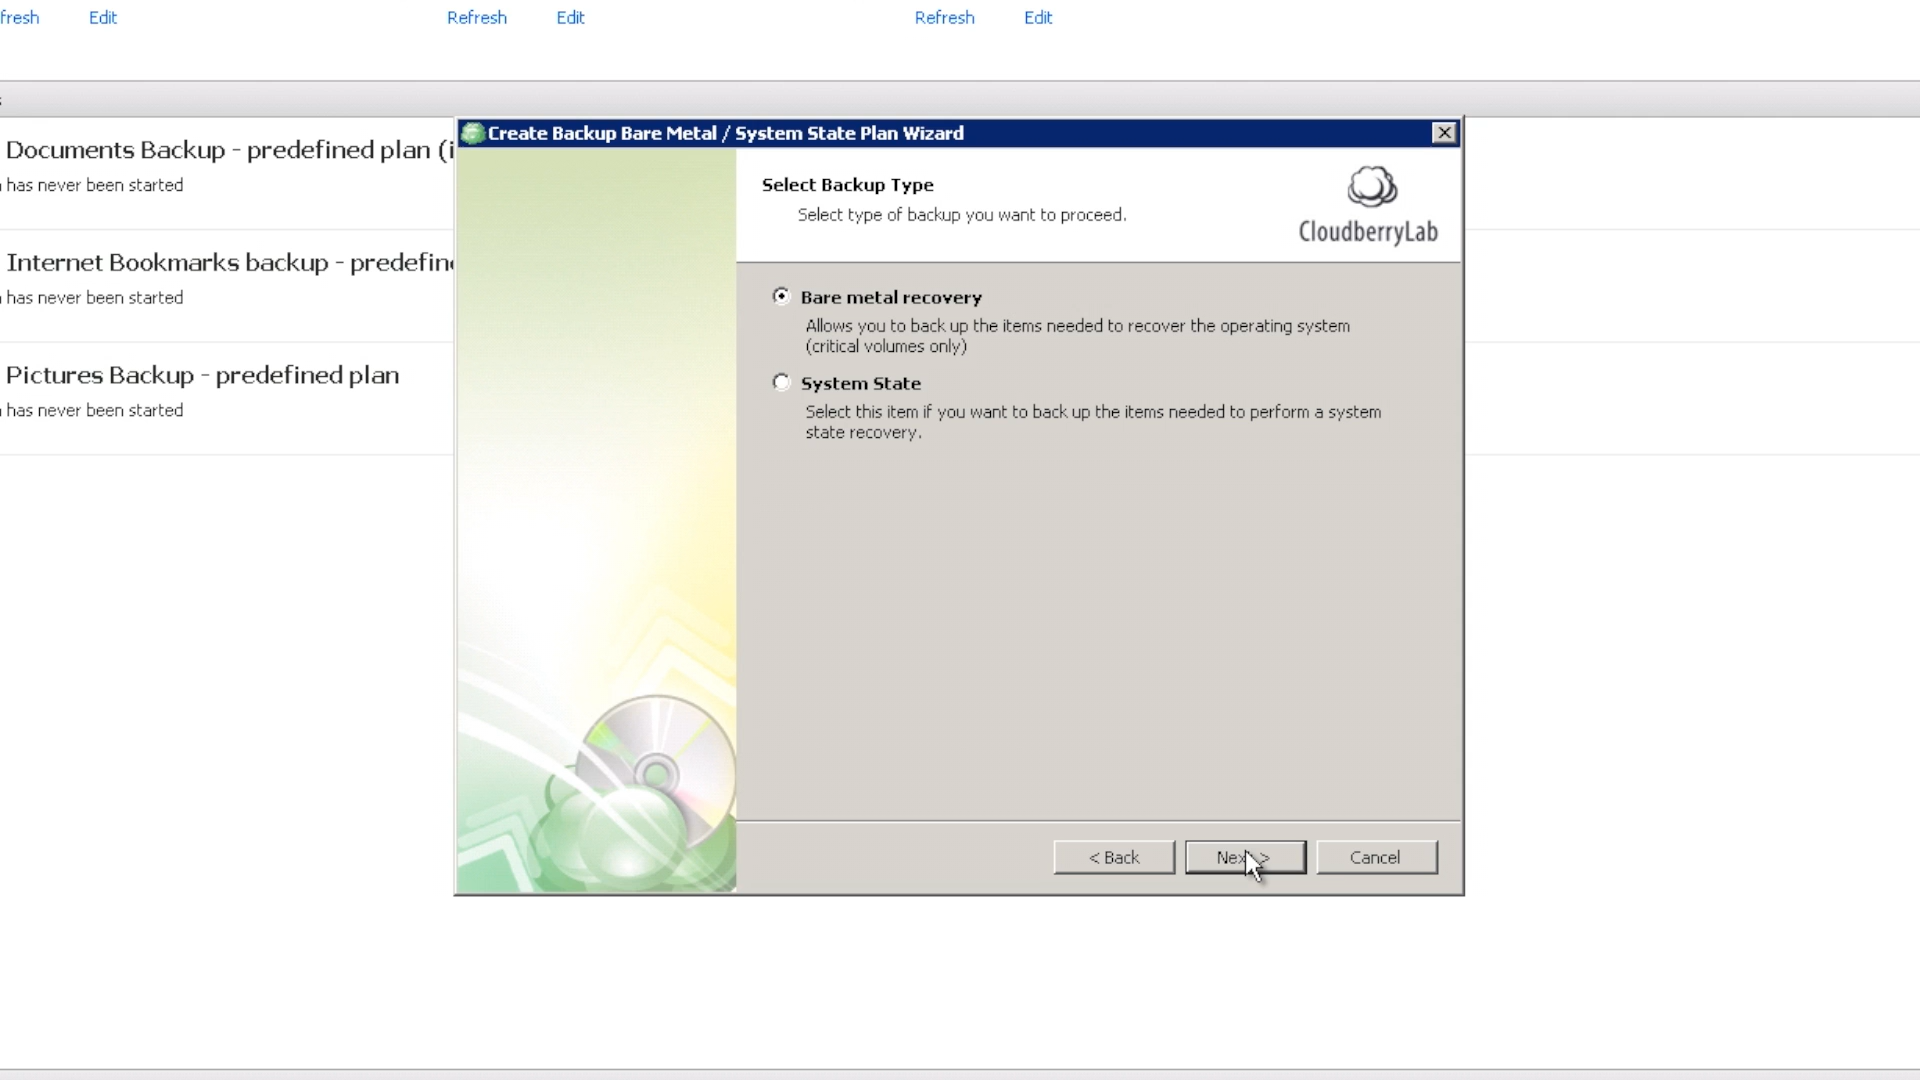 fresh Edit Refresh Edit Refresh Edit
Create Backup Bare Metal / System State Plan Wizard
Documents Backup - predefined plan (i
has never been started
Internet Bookmarks backup - predefine
has never been started
Pictures Backup - predefined plan
has never been started
Select Backup Type
Select type of backup you want to proceed.
CloudberryLab
Bare metal recovery
Allows you to back up the items needed to recover the operating system
(critical volumes only)
System State
Select this item if you want to back up the items needed to perform a system
state recovery.
< Back Next > Cancel